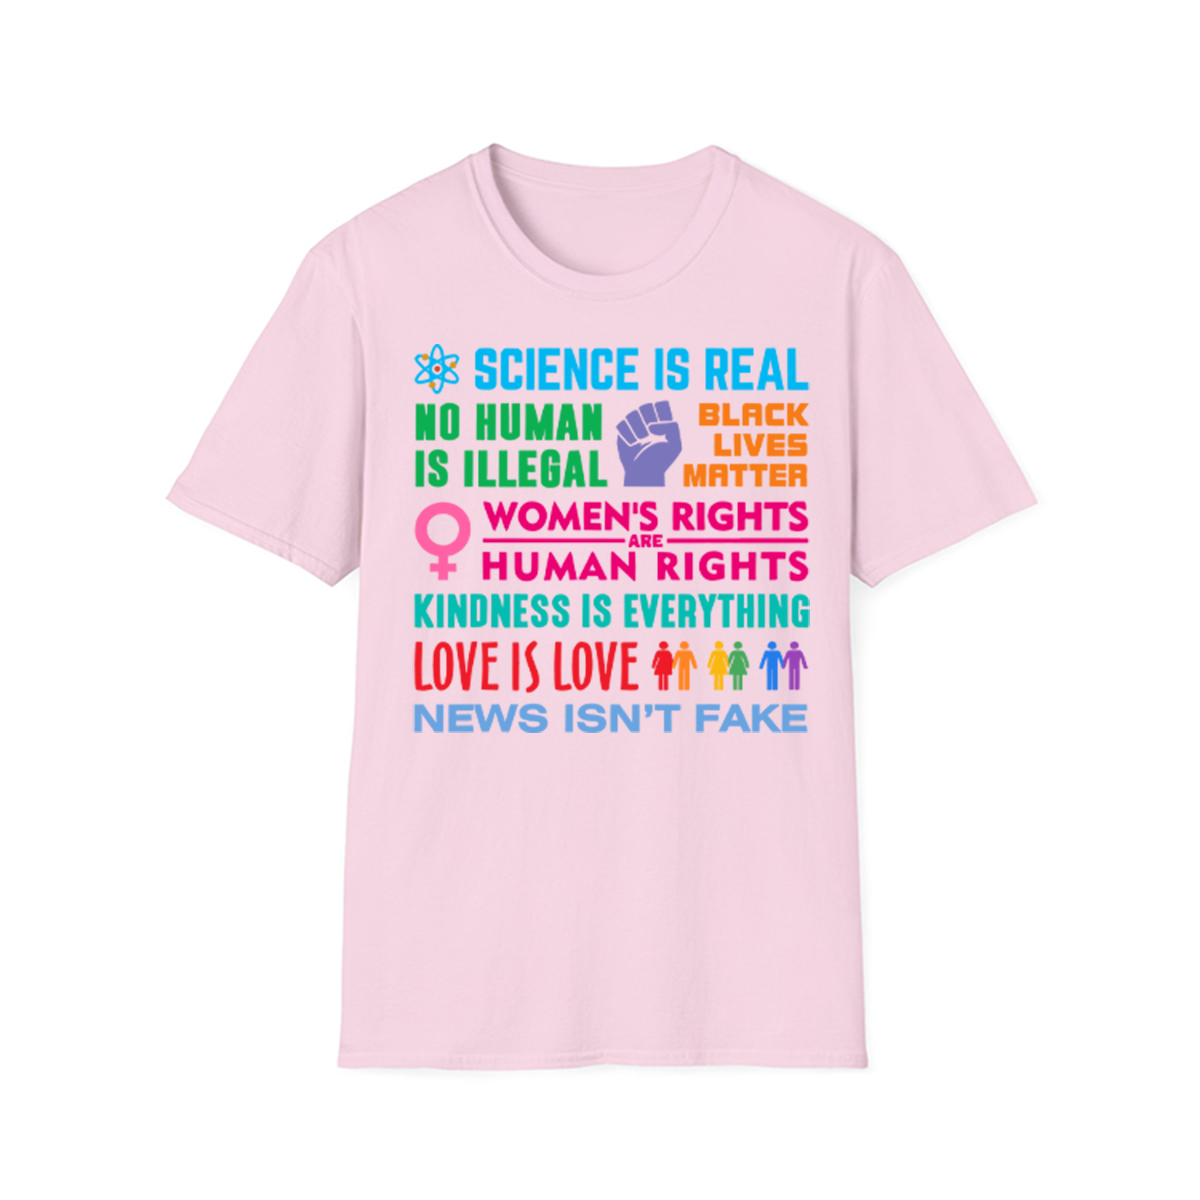 SCIENCE IS REAL
NO HUMAN
IS ILLEGAL
BLACK
LIVES
MATTER
WOMEN'S RIGHTS
ARE
HUMAN RIGHTS
KINDNESS IS EVERYTHING
LOVE IS LOVE
NEWS ISN'T FAKE